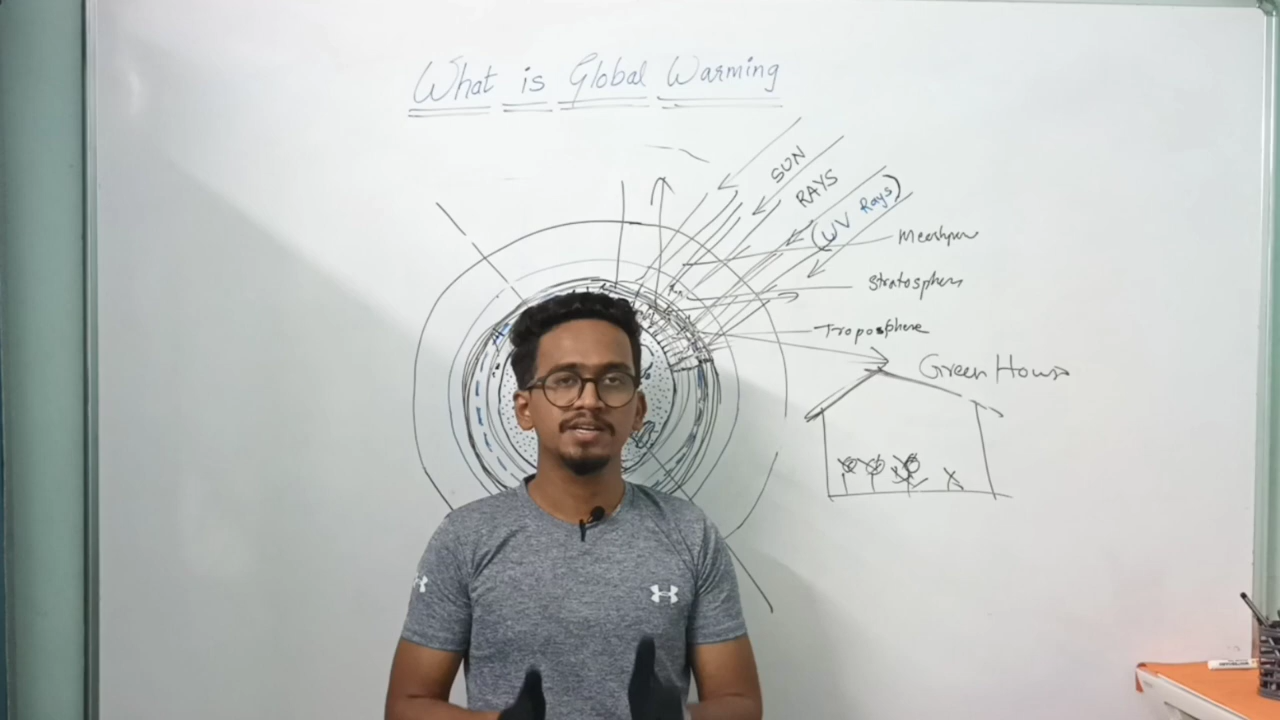 What is Global Warming
SUN
RAYS
(UV Rays)
Stratosphere
Troposphere
Green House